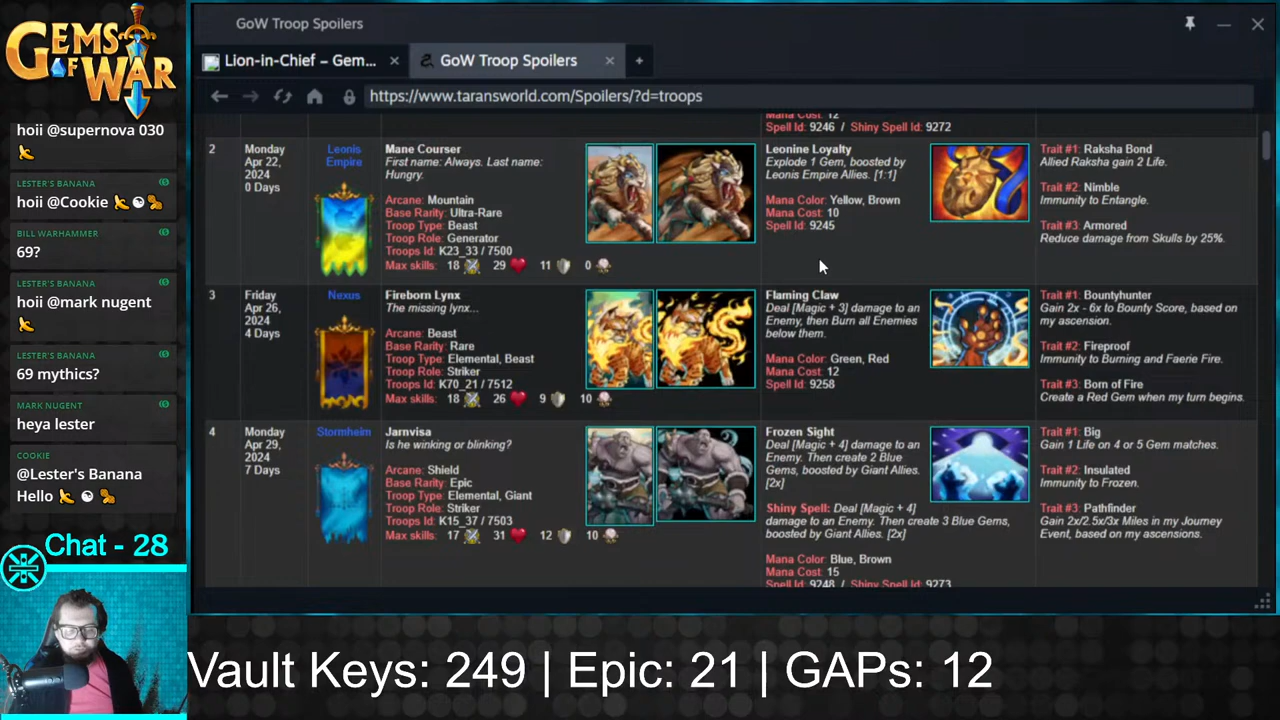 GEMS
OF
WAR
hoii @supernova 030
LESTER'S BANANA
hoii @Cookie
BILL WARHAMMER
69?
LESTER'S BANANA
hoii @mark nugent
LESTER'S BANANA
69 mythics?
MARK NUGENT
heya lester
COOKIE
@Lester's Banana
Hello
Chat - 28
GoW Troop Spoilers
Lion-in-Chief – Gem...
GoW Troop Spoilers
https://www.taransworld.com/Spoilers/?d=troops
Mana Cost: 12
Spell Id: 9246 / Shiny Spell Id: 9272
2
Monday
Apr 22,
2024
0 Days
Leonis
Empire
Mane Courser
First name: Always. Last name:
Hungry.
Arcane: Mountain
Base Rarity: Ultra-Rare
Troop Type: Beast
Troop Role: Generator
Troops Id: K23_33 / 7500
Max skills: 18 29 11 0
Leonine Loyalty
Explode 1 Gem, boosted by
Leonis Empire Allies. [1:1]
Mana Color: Yellow, Brown
Mana Cost: 10
Spell Id: 9245
Trait #1: Raksha Bond
Allied Raksha gain 2 Life.
Trait #2: Nimble
Immunity to Entangle.
Trait #3: Armored
Reduce damage from Skulls by 25%.
3
Friday
Apr 26,
2024
4 Days
Nexus
Fireborn Lynx
The missing lynx...
Arcane: Beast
Base Rarity: Rare
Troop Type: Elemental, Beast
Troop Role: Striker
Troops Id: K70_21 / 7512
Max skills: 18 26 9 10
Flaming Claw
Deal [Magic + 3] damage to an
Enemy, then Burn all Enemies
below them.
Mana Color: Green, Red
Mana Cost: 12
Spell Id: 9258
Trait #1: Bountyhunter
Gain 2x - 6x to Bounty Score, based on
my ascension.
Trait #2: Fireproof
Immunity to Burning and Faerie Fire.
Trait #3: Born of Fire
Create a Red Gem when my turn begins.
4
Monday
Apr 29,
2024
7 Days
Stormheim
Jarnvisa
Is he winking or blinking?
Arcane: Shield
Base Rarity: Epic
Troop Type: Elemental, Giant
Troop Role: Striker
Troops Id: K15_37 / 7503
Max skills: 17 31 12 10
Frozen Sight
Deal [Magic + 4] damage to an
Enemy. Then create 2 Blue
Gems, boosted by Giant Allies.
[2x]
Shiny Spell: Deal [Magic + 4]
damage to an Enemy. Then create 3 Blue Gems,
boosted by Giant Allies. [2x]
Mana Color: Blue, Brown
Mana Cost: 15
Spell Id: 9248 / Shiny Spell Id: 9273
Trait #1: Big
Gain 1 Life on 4 or 5 Gem matches.
Trait #2: Insulated
Immunity to Frozen.
Trait #3: Pathfinder
Gain 2x/2.5x/3x Miles in my Journey
Event, based on my ascensions.
Vault Keys: 249 | Epic: 21 | GAPs: 12